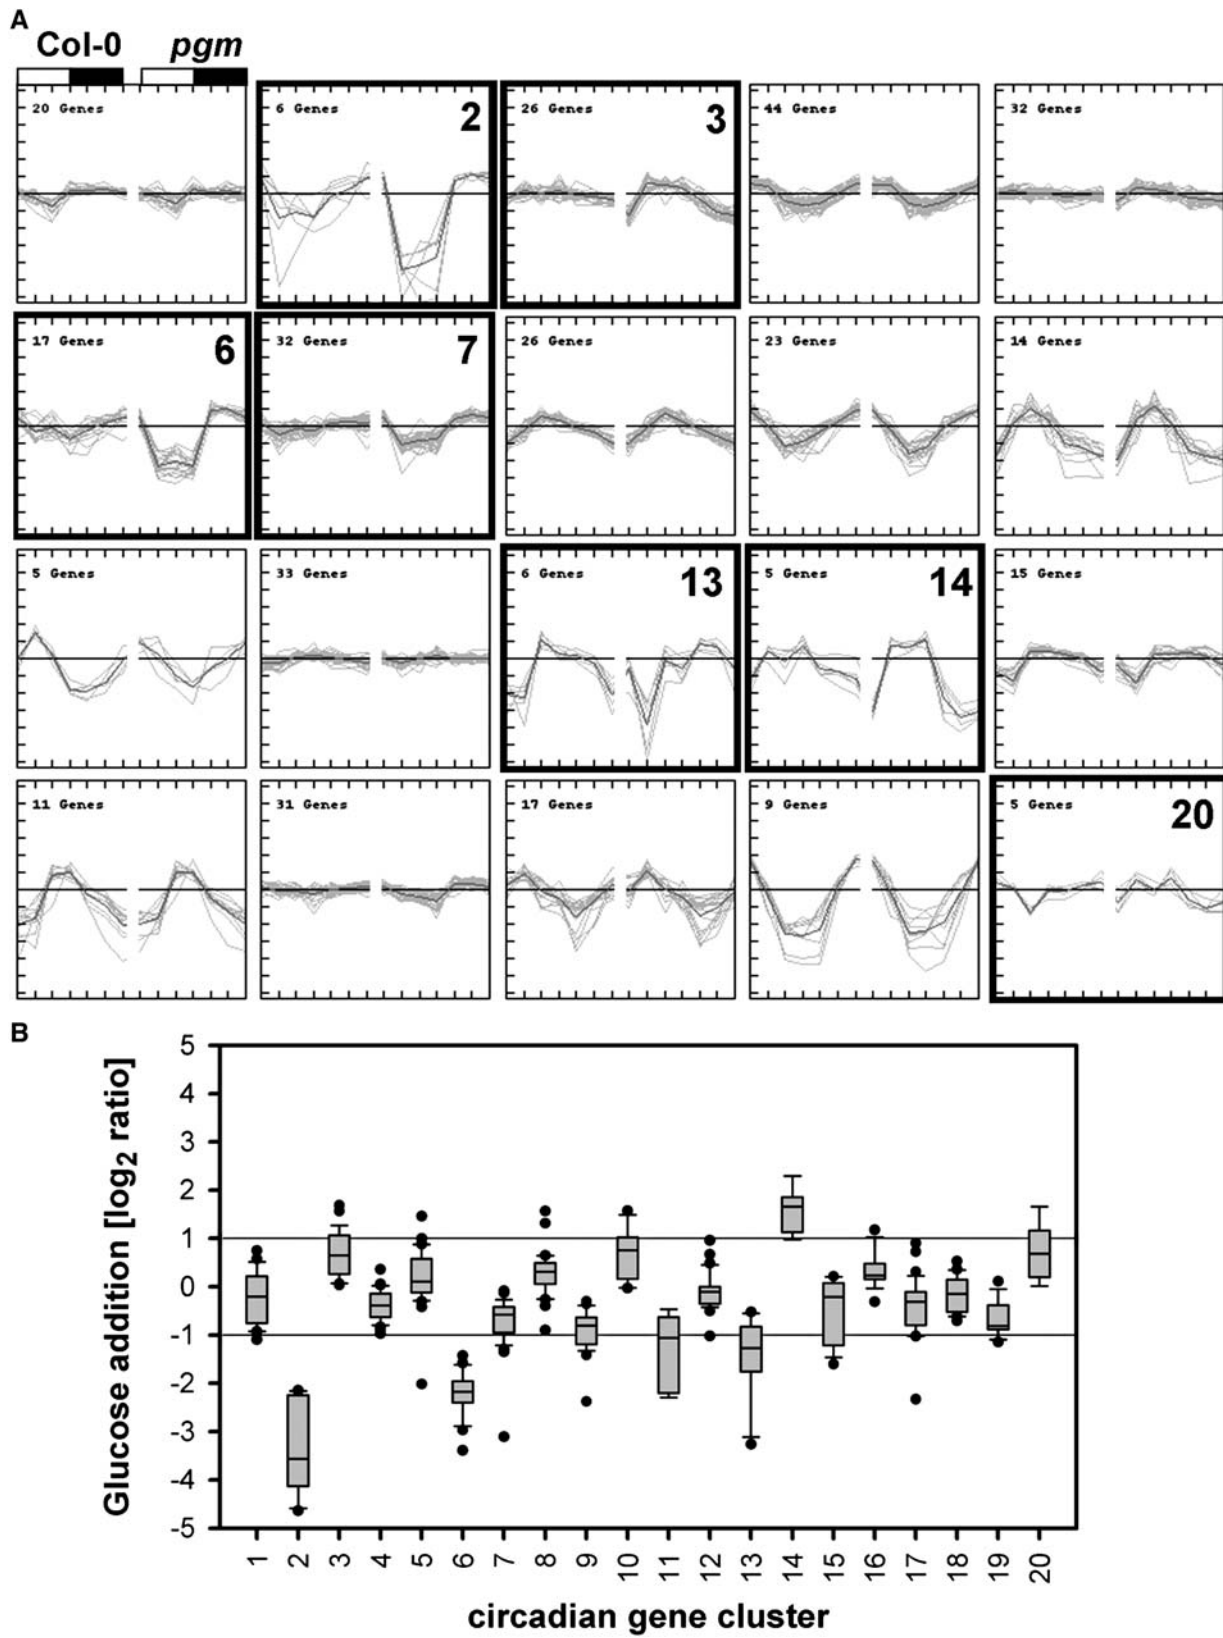 A
Col-0 pgm
20 Genes 6 Genes 2 26 Genes 3 44 Genes 32 Genes
17 Genes 6 32 Genes 7 26 Genes 23 Genes 14 Genes
5 Genes 33 Genes 6 Genes 13 5 Genes 14 15 Genes
11 Genes 31 Genes 17 Genes 9 Genes 5 Genes 20
B
Glucose addition [log2 ratio]
5
4
3
2
1
0
-1
-2
-3
-4
-5
1 2 3 4 5 6 7 8 9 10 11 12 13 14 15 16 17 18 19 20
circadian gene cluster